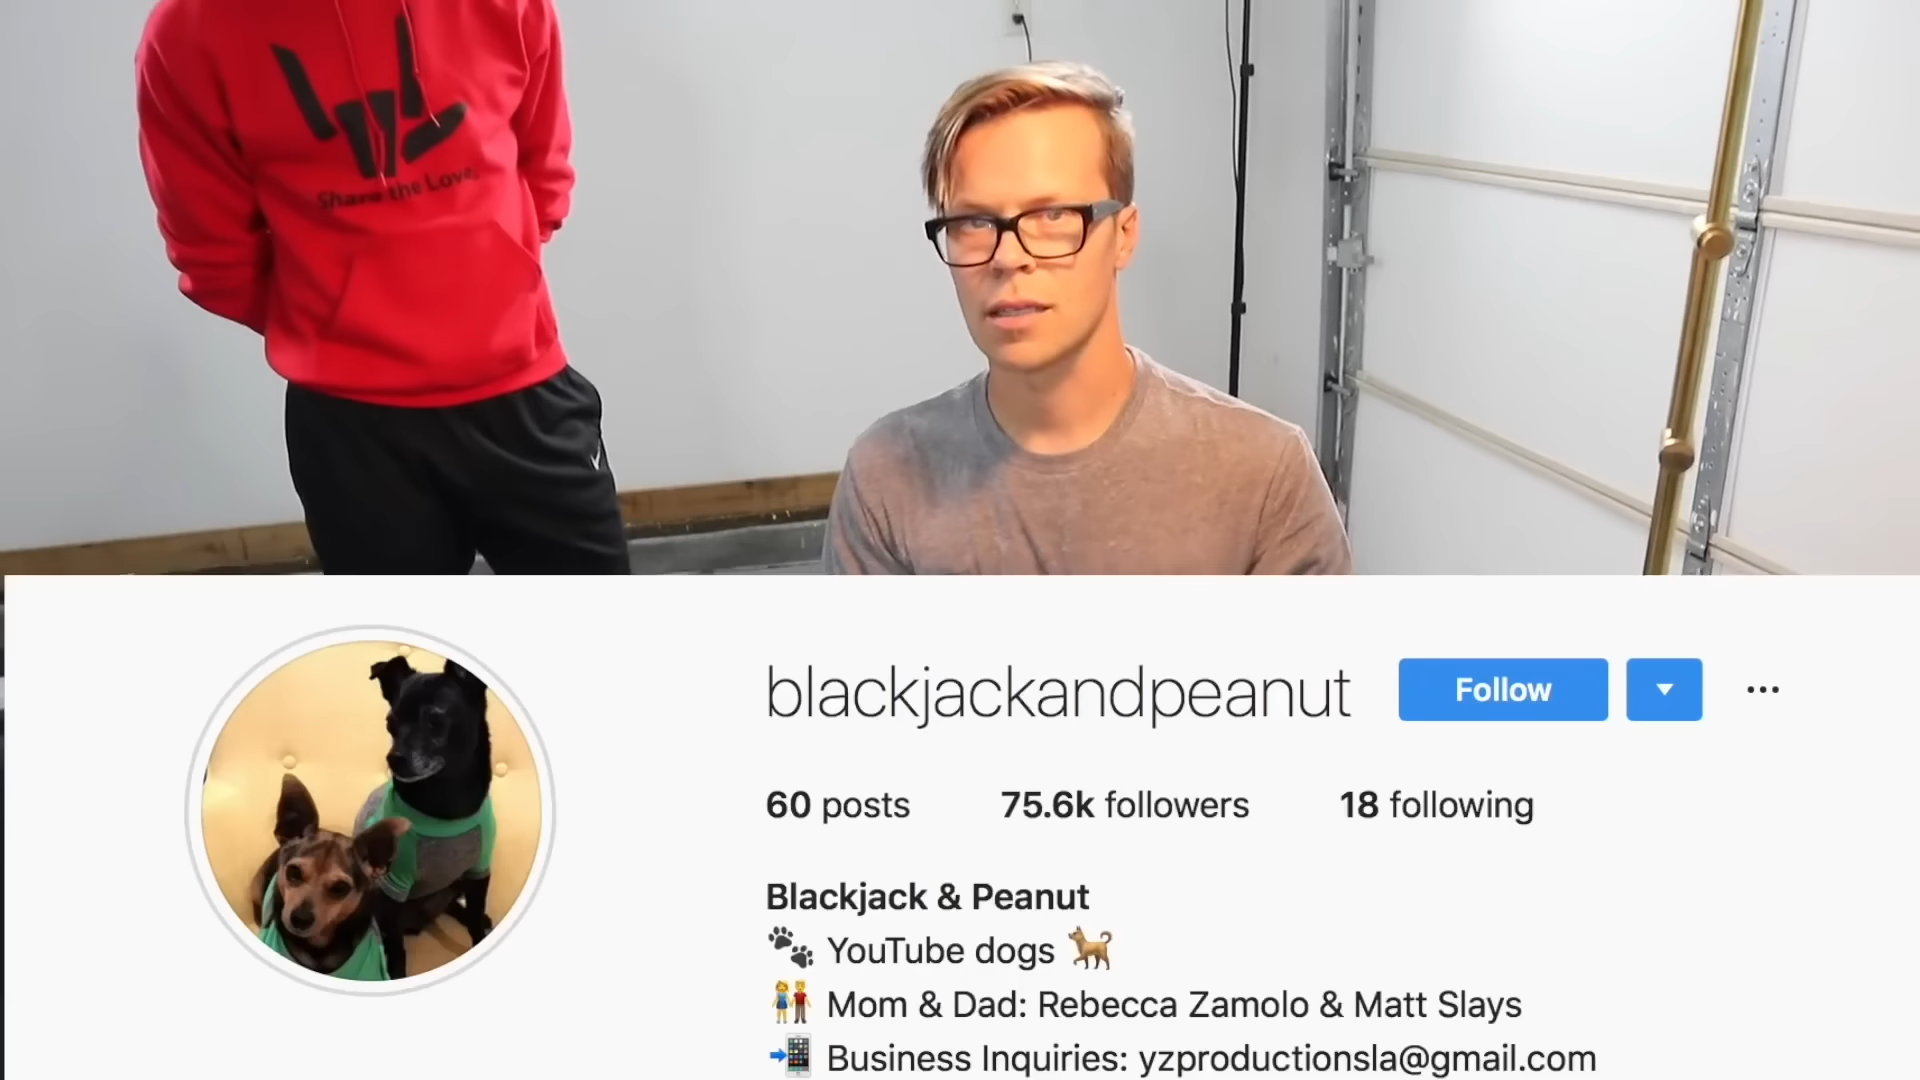 Share the Love.
blackjackandpeanut Follow
60 posts 75.6k followers 18 following
Blackjack & Peanut
YouTube dogs
Mom & Dad: Rebecca Zamolo & Matt Slays
Business Inquiries: yzproductionsla@gmail.com